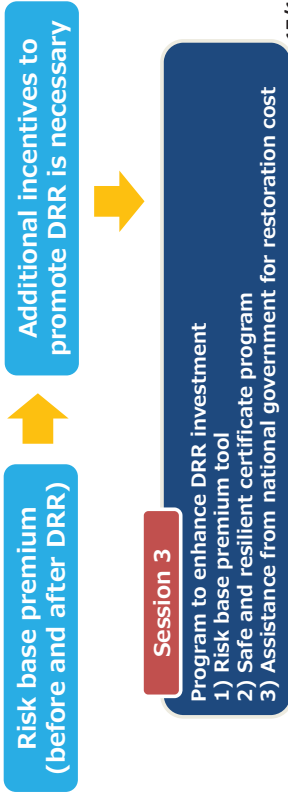 Risk base premium
(before and after DRR)
Additional incentives to
promote DRR is necessary
Session 3
Program to enhance DRR investment
1) Risk base premium tool
2) Safe and resilient certificate program
3) Assistance from national government for restoration cost